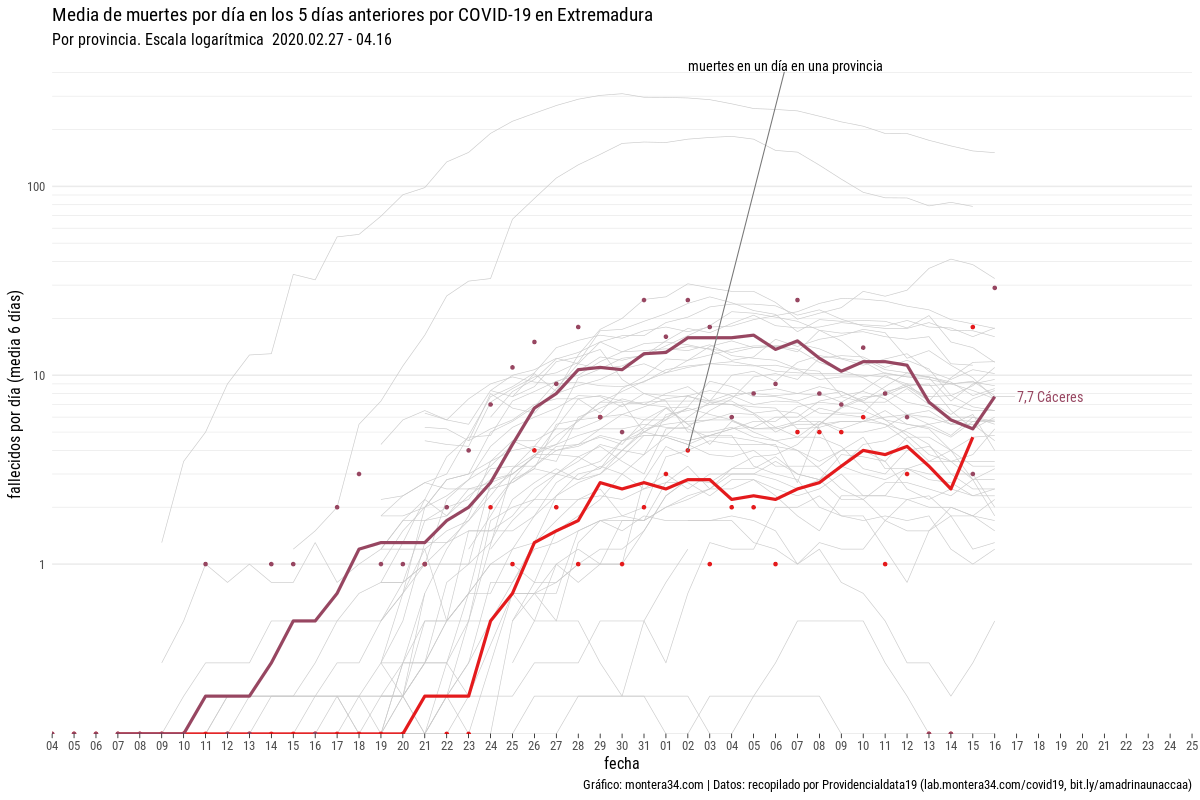 Media de muertes por día en los 5 días anteriores por COVID-19 en Extremadura
Por provincia. Escala logarítmica  2020.02.27 - 04.16
muertes en un día en una provincia
fallecidos por día (media 6 días)
100
10
1
7,7 Cáceres
04 05 06 07 08 09 10 11 12 13 14 15 16 17 18 19 20 21 22 23 24 25 26 27 28 29 30 31 01 02 03 04 05 06 07 08 09 10 11 12 13 14 15 16 17 18 19 20 21 22 23 24 25
fecha
Gráfico: montera34.com | Datos: recopilado por Providencialdata19 (lab.montera34.com/covid19, bit.ly/amadrinaunaccaa)